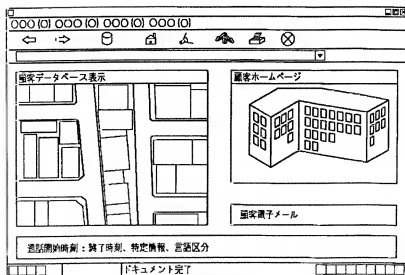 000 (0) 000 (0) 000 (0) 000 (0)
顧客データベース表示
顧客ホームページ
顧客電子メール
通話開始時刻：終了時刻、特定情報、言語区分
ドキュメント完了